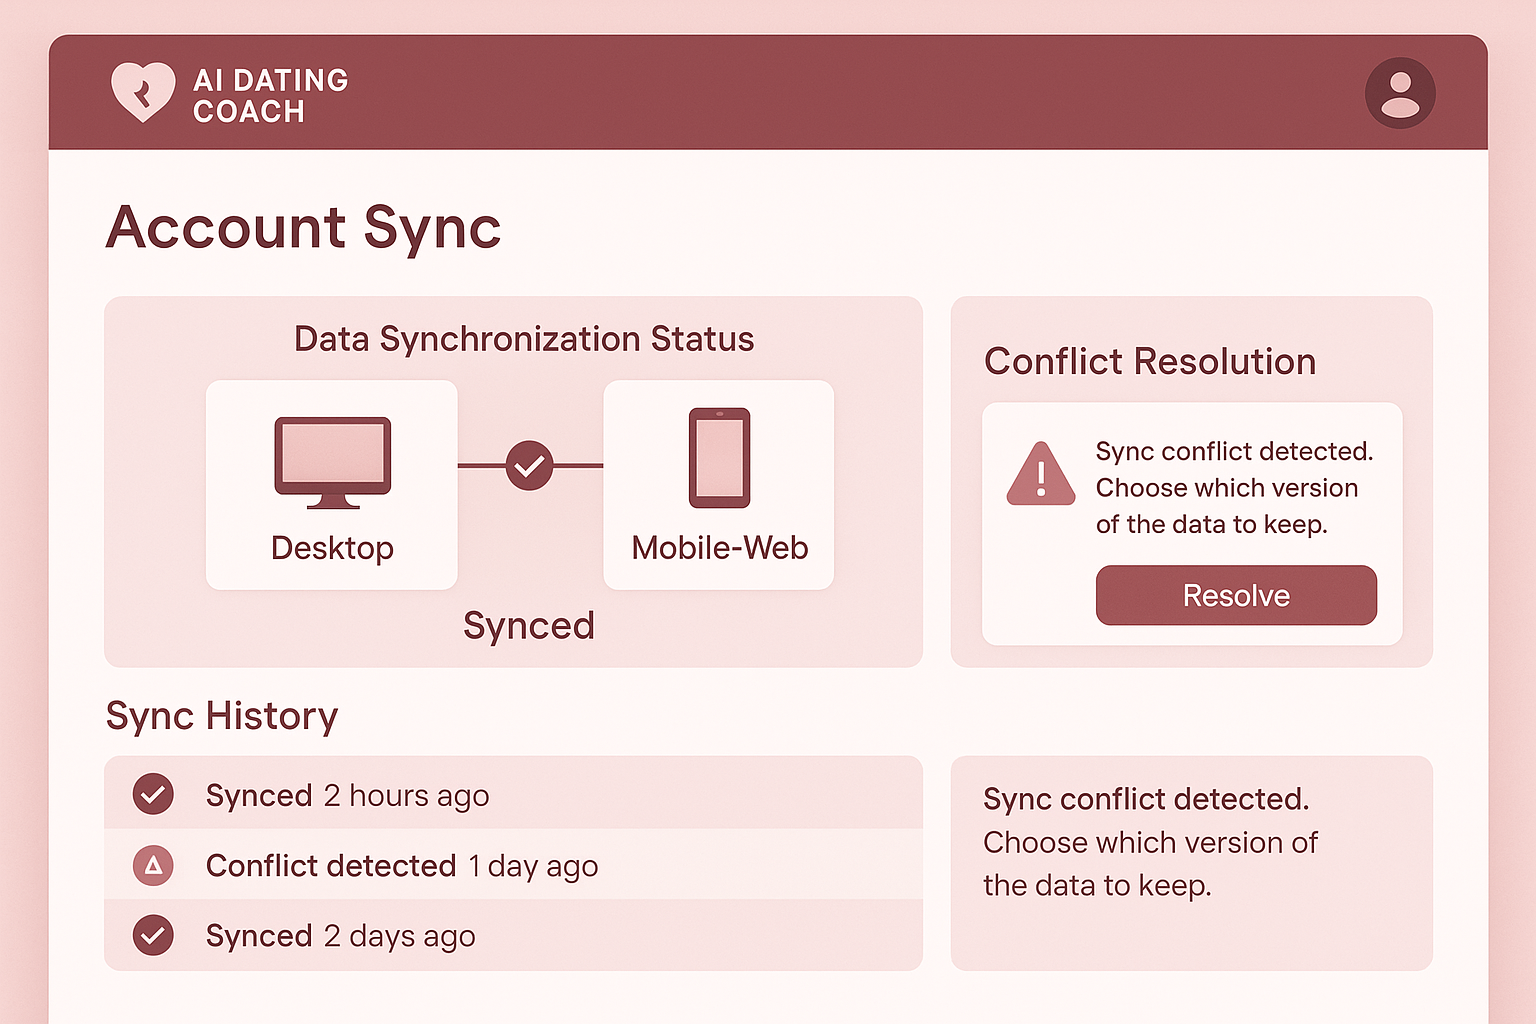 AI DATING
COACH
Account Sync
Data Synchronization Status
Desktop
Mobile-Web
Synced
Conflict Resolution
Sync conflict detected.
Choose which version
of the data to keep.
Resolve
Sync History
Synced 2 hours ago
Conflict detected 1 day ago
Synced 2 days ago
Sync conflict detected.
Choose which version of
the data to keep.